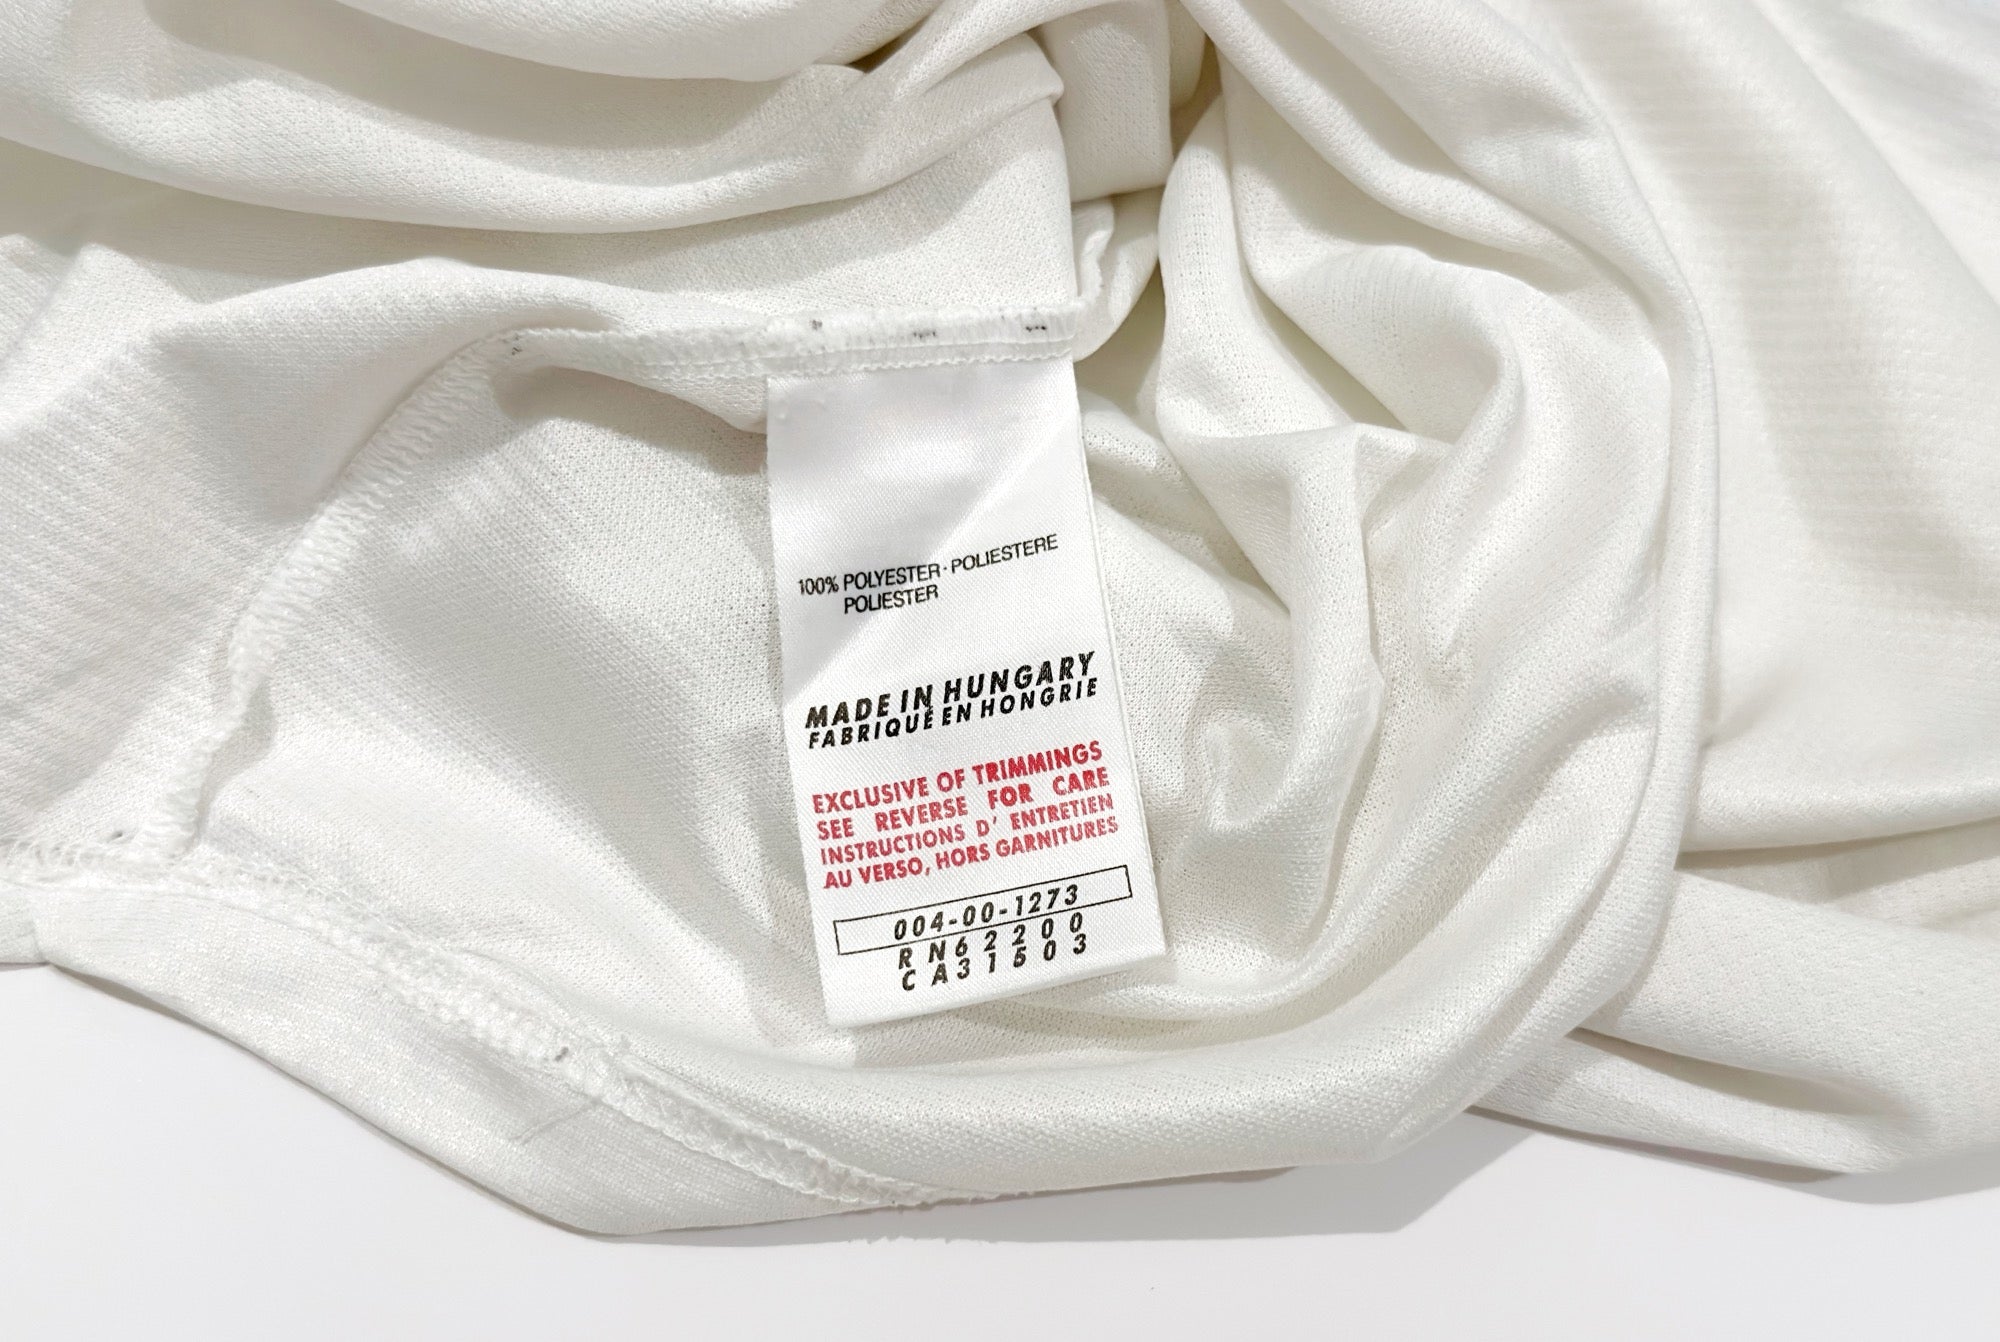 100% POLYESTER · POLIESTERE
POLIESTER
MADE IN HUNGARY
FABRIQUÉ EN HONGRIE
EXCLUSIVE OF TRIMMINGS
SEE REVERSE FOR CARE
INSTRUCTIONS D' ENTRETIEN
AU VERSO, HORS GARNITURES
004-00-1273
RN62200
CA31503